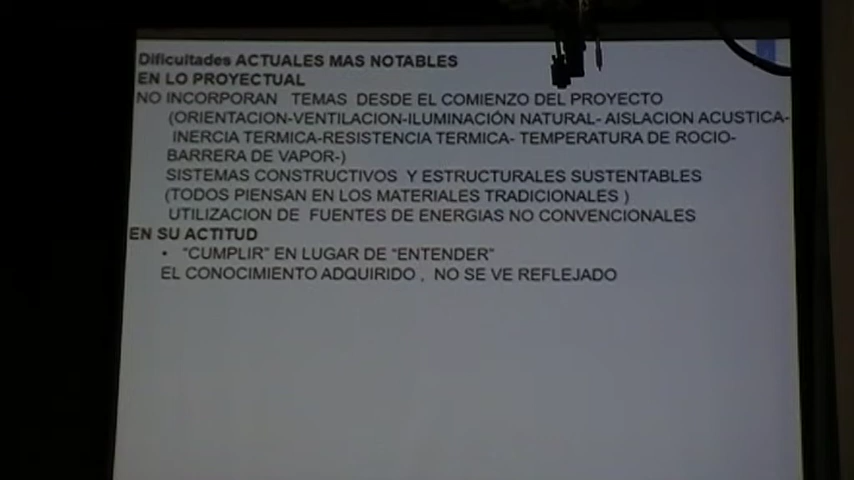 Dificultades ACTUALES MAS NOTABLES
EN LO PROYECTUAL
NO INCORPORAN TEMAS DESDE EL COMIENZO DEL PROYECTO
(ORIENTACION-VENTILACION-ILUMINACIÓN NATURAL- AISLACION ACUSTICA-
INERCIA TERMICA-RESISTENCIA TERMICA- TEMPERATURA DE ROCIO-
BARRERA DE VAPOR-)
SISTEMAS CONSTRUCTIVOS Y ESTRUCTURALES SUSTENTABLES
(TODOS PIENSAN EN LOS MATERIALES TRADICIONALES )
UTILIZACION DE FUENTES DE ENERGIAS NO CONVENCIONALES
EN SU ACTITUD
• "CUMPLIR" EN LUGAR DE "ENTENDER"
EL CONOCIMIENTO ADQUIRIDO , NO SE VE REFLEJADO